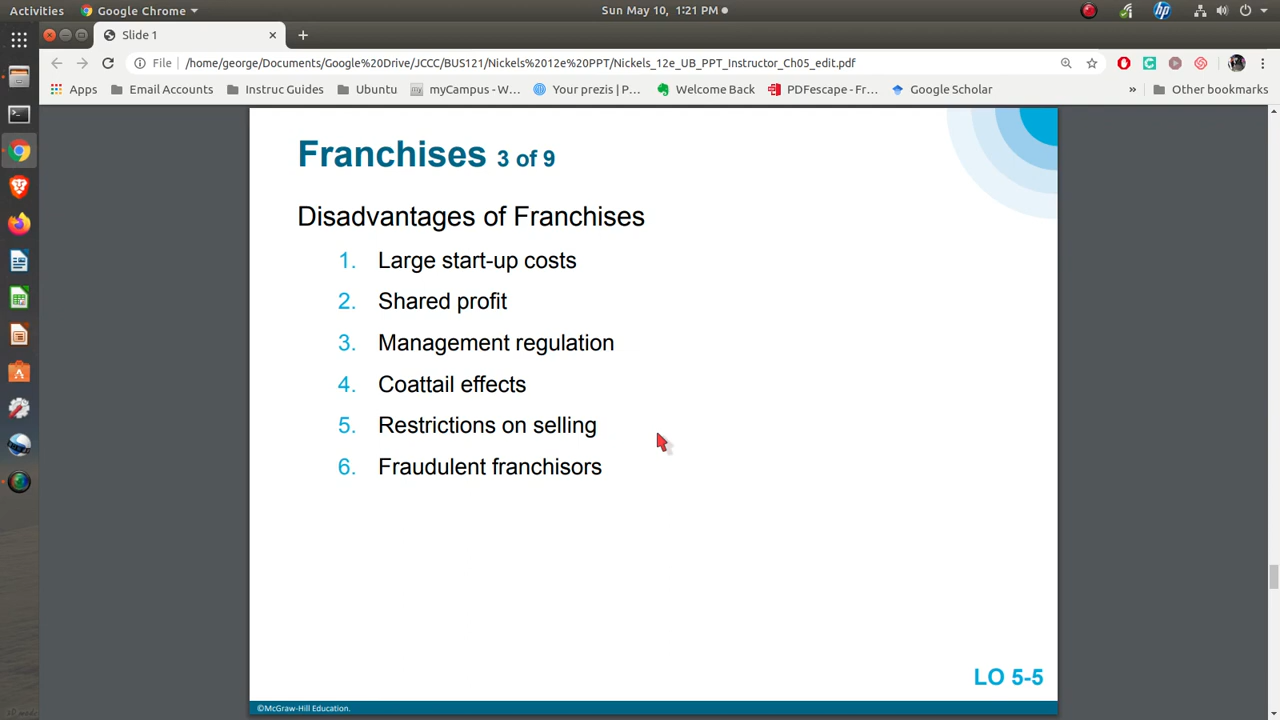 Activities
Google Chrome
Sun May 10, 1:21 PM
Slide 1
File
/home/george/Documents/Google%20Drive/JCCC/BUS121/Nickels%2012e%20PPT/Nickels_12e_UB_PPT_Instructor_Ch05_edit.pdf
Apps
Email Accounts
Instruc Guides
Ubuntu
myCampus - W...
Your prezis | P...
Welcome Back
PDFescape - Fr...
Google Scholar
»
Other bookmarks
Franchises 3 of 9
Disadvantages of Franchises
1. Large start-up costs
2. Shared profit
3. Management regulation
4. Coattail effects
5. Restrictions on selling
6. Fraudulent franchisors
LO 5-5
©McGraw-Hill Education.